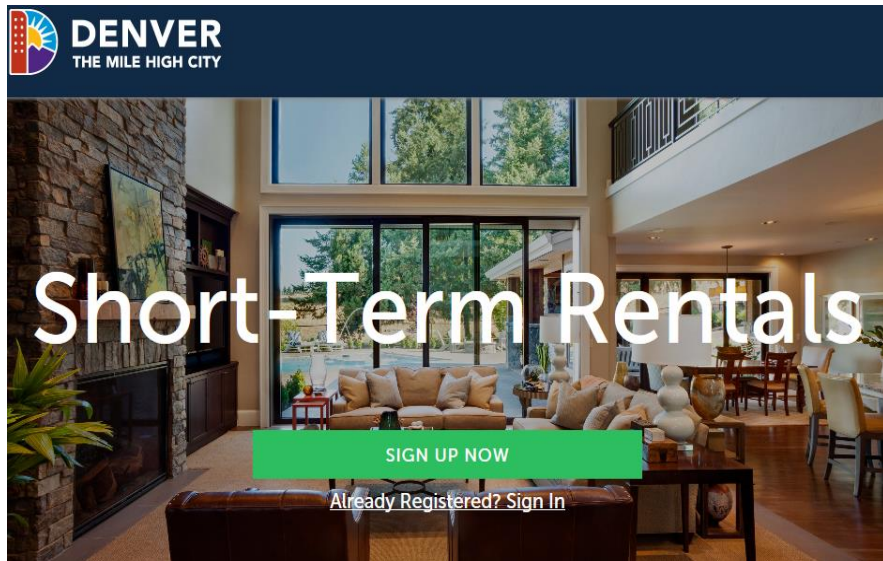 DENVER
THE MILE HIGH CITY
Short-Term Rentals
SIGN UP NOW
Already Registered? Sign In